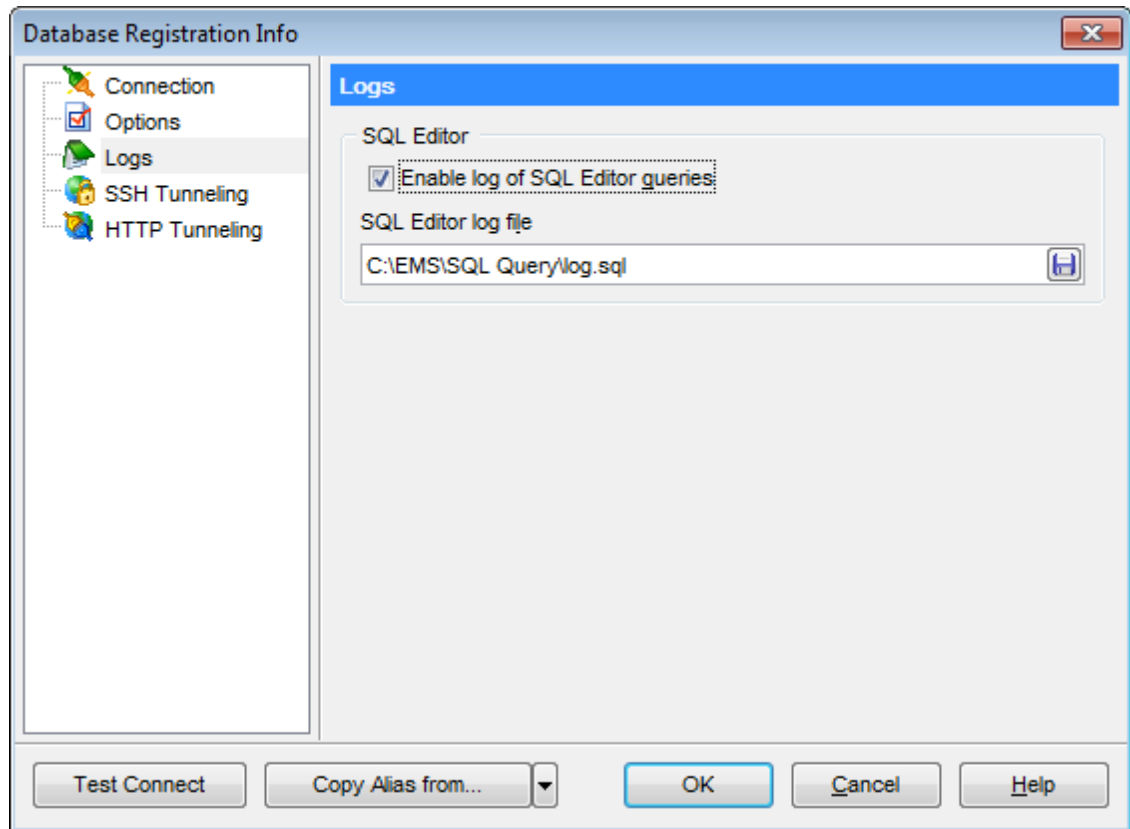 Database Registration Info
Connection
Options
Logs
SSH Tunneling
HTTP Tunneling
Logs
SQL Editor
Enable log of SQL Editor queries
SQL Editor log file
C:\EMS\SQL Query\log.sql
Test Connect
Copy Alias from...
OK
Cancel
Help